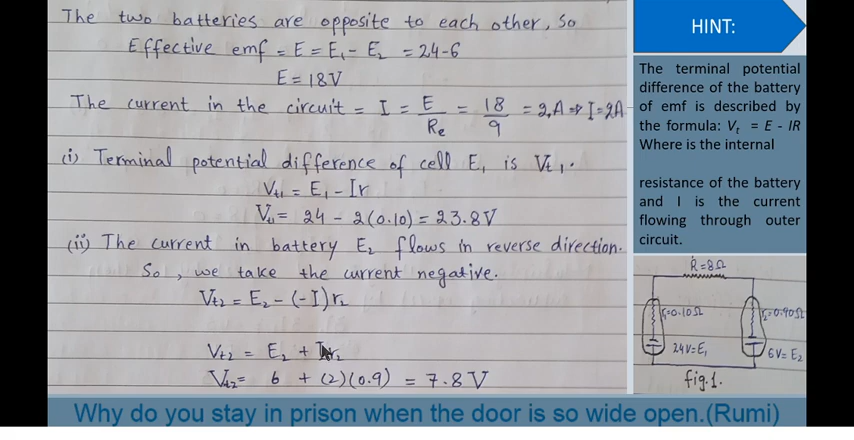 The two batteries are opposite to each other, So
Effective emf = E = E₁ - E₂ = 24-6
E = 18V
The current in the circuit = I = E/Re = 18/9 = 2A ⇒ I=2A
(i) Terminal potential difference of cell E₁ is Vt₁.
Vt₁ = E₁ - Ir
Vt₁ = 24 - 2(0.10) = 23.8V
(ii) The current in battery E₂ flows in reverse direction.
So, we take the current negative.
Vt₂ = E₂ - (-I)r₂
Vt₂ = E₂ + Ir₂
Vt₂ = 6 + (2)(0.9) = 7.8V
HINT:
The terminal potential
difference of the battery
of emf is described by
the formula: Vt = E - IR
Where is the internal
resistance of the battery
and I is the current
flowing through outer
circuit.
R=8Ω
r₁=0.10Ω
r₂=0.90Ω
24V=E₁
6V=E₂
fig.1.
Why do you stay in prison when the door is so wide open.(Rumi)